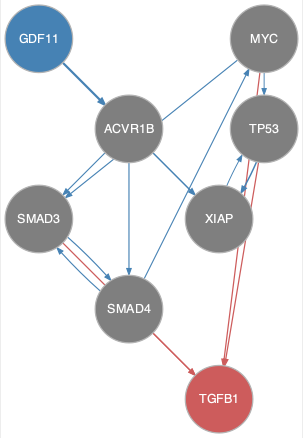 GDF11
MYC
ACVR1B
TP53
SMAD3
XIAP
SMAD4
TGFB1